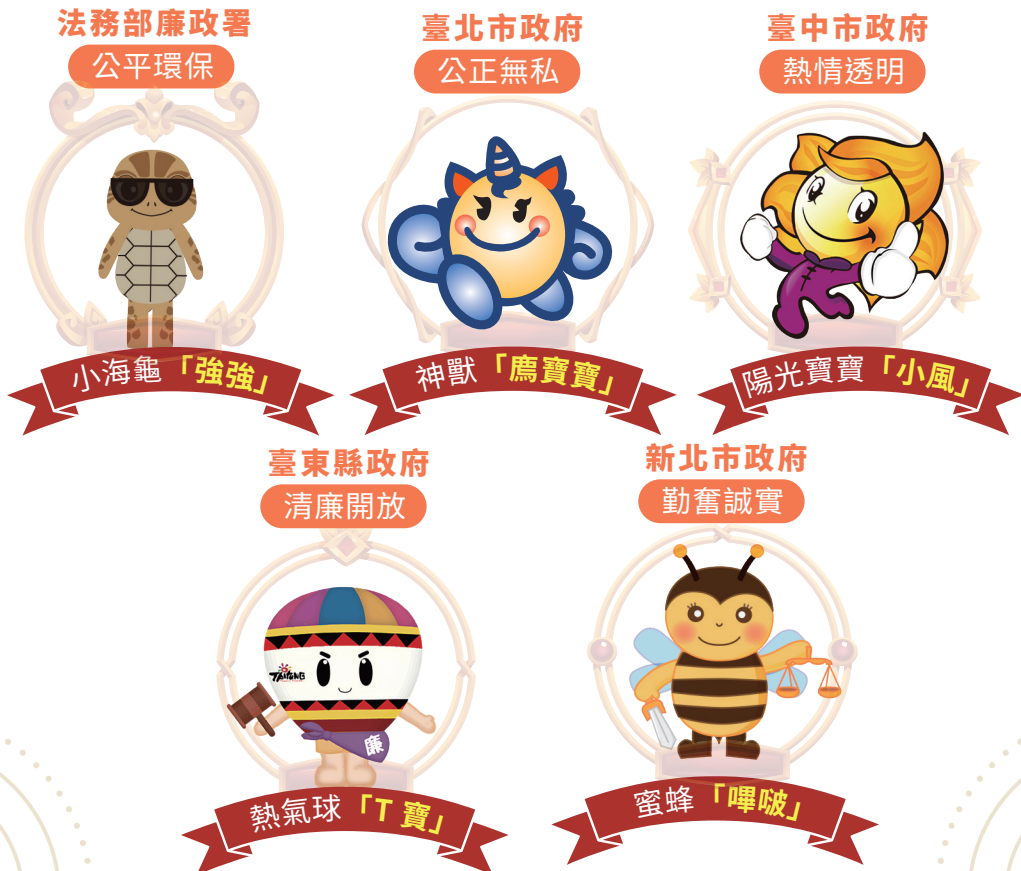 法務部廉政署
公平環保
小海龜「強強」
臺北市政府
公正無私
神獸「廌寶寶」
臺中市政府
熱情透明
陽光寶寶「小風」
臺東縣政府
清廉開放
TAITUNG
廉
熱氣球「T 寶」
新北市政府
勤奮誠實
蜜蜂「嗶啵」